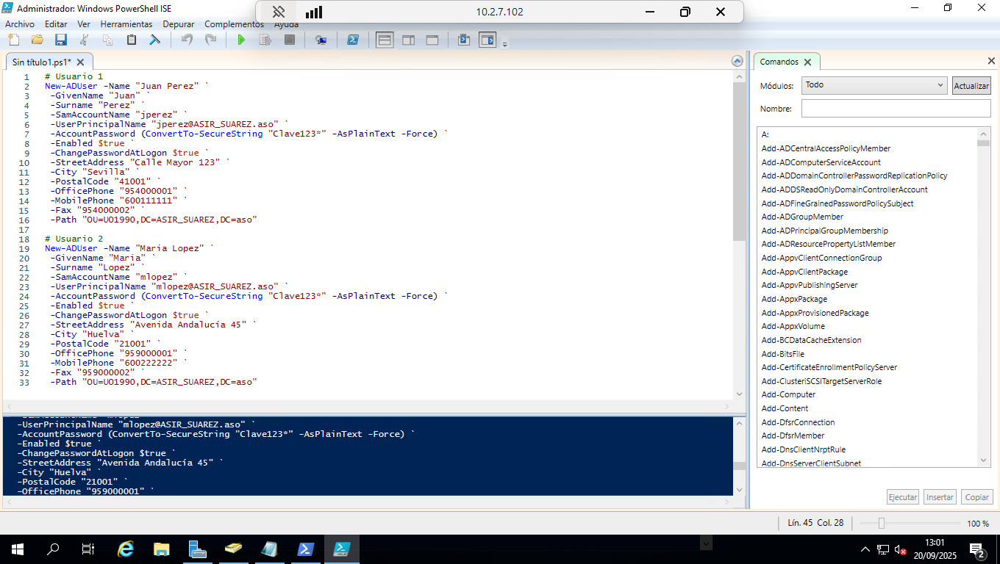 Administrador: Windows PowerShell ISE
10.2.7.102
Archivo Editar Ver Herramientas Depurar Complementos Ayuda
Sin título1.ps1*
1 # Usuario 1
2 New-ADUser -Name "Juan Perez" `
3 -GivenName "Juan" `
4 -Surname "Perez" `
5 -SamAccountName "jperez" `
6 -UserPrincipalName "jperez@ASIR_SUAREZ.aso" `
7 -AccountPassword (ConvertTo-SecureString "Clave123*" -AsPlainText -Force) `
8 -Enabled $true `
9 -ChangePasswordAtLogon $true `
10 -StreetAddress "Calle Mayor 123" `
11 -City "Sevilla" `
12 -PostalCode "41001" `
13 -OfficePhone "954000001" `
14 -MobilePhone "600111111" `
15 -Fax "954000002" `
16 -Path "OU=UO1990,DC=ASIR_SUAREZ,DC=aso"
17
18 # Usuario 2
19 New-ADUser -Name "Maria Lopez" `
20 -GivenName "Maria" `
21 -Surname "Lopez" `
22 -SamAccountName "mlopez" `
23 -UserPrincipalName "mlopez@ASIR_SUAREZ.aso" `
24 -AccountPassword (ConvertTo-SecureString "Clave123*" -AsPlainText -Force) `
25 -Enabled $true `
26 -ChangePasswordAtLogon $true `
27 -StreetAddress "Avenida Andalucía 45" `
28 -City "Huelva" `
29 -PostalCode "21001" `
30 -OfficePhone "959000001" `
31 -MobilePhone "600222222" `
32 -Fax "959000002" `
33 -Path "OU=UO1990,DC=ASIR_SUAREZ,DC=aso"
-UserPrincipalName "mlopez@ASIR_SUAREZ.aso" `
-AccountPassword (ConvertTo-SecureString "Clave123*" -AsPlainText -Force) `
-Enabled $true `
-ChangePasswordAtLogon $true `
-StreetAddress "Avenida Andalucía 45" `
-City "Huelva" `
-PostalCode "21001" `
-OfficePhone "959000001" `
Comandos
Módulos: Todo Actualizar
Nombre:
A:
Add-ADCentralAccessPolicyMember
Add-ADComputerServiceAccount
Add-ADDomainControllerPasswordReplicationPolicy
Add-ADDSReadOnlyDomainControllerAccount
Add-ADFineGrainedPasswordPolicySubject
Add-ADGroupMember
Add-ADPrincipalGroupMembership
Add-ADResourcePropertyListMember
Add-AppvClientConnectionGroup
Add-AppvClientPackage
Add-AppvPublishingServer
Add-AppxPackage
Add-AppxProvisionedPackage
Add-AppxVolume
Add-BCDataCacheExtension
Add-BitsFile
Add-CertificateEnrollmentPolicyServer
Add-ClusteriSCSITargetServerRole
Add-Computer
Add-Content
Add-DfsrConnection
Add-DfsrMember
Add-DnsClientNrptRule
Add-DnsServerClientSubnet
Ejecutar Insertar Copiar
Lín. 45 Col. 28
100 %
13:01
20/09/2025
2